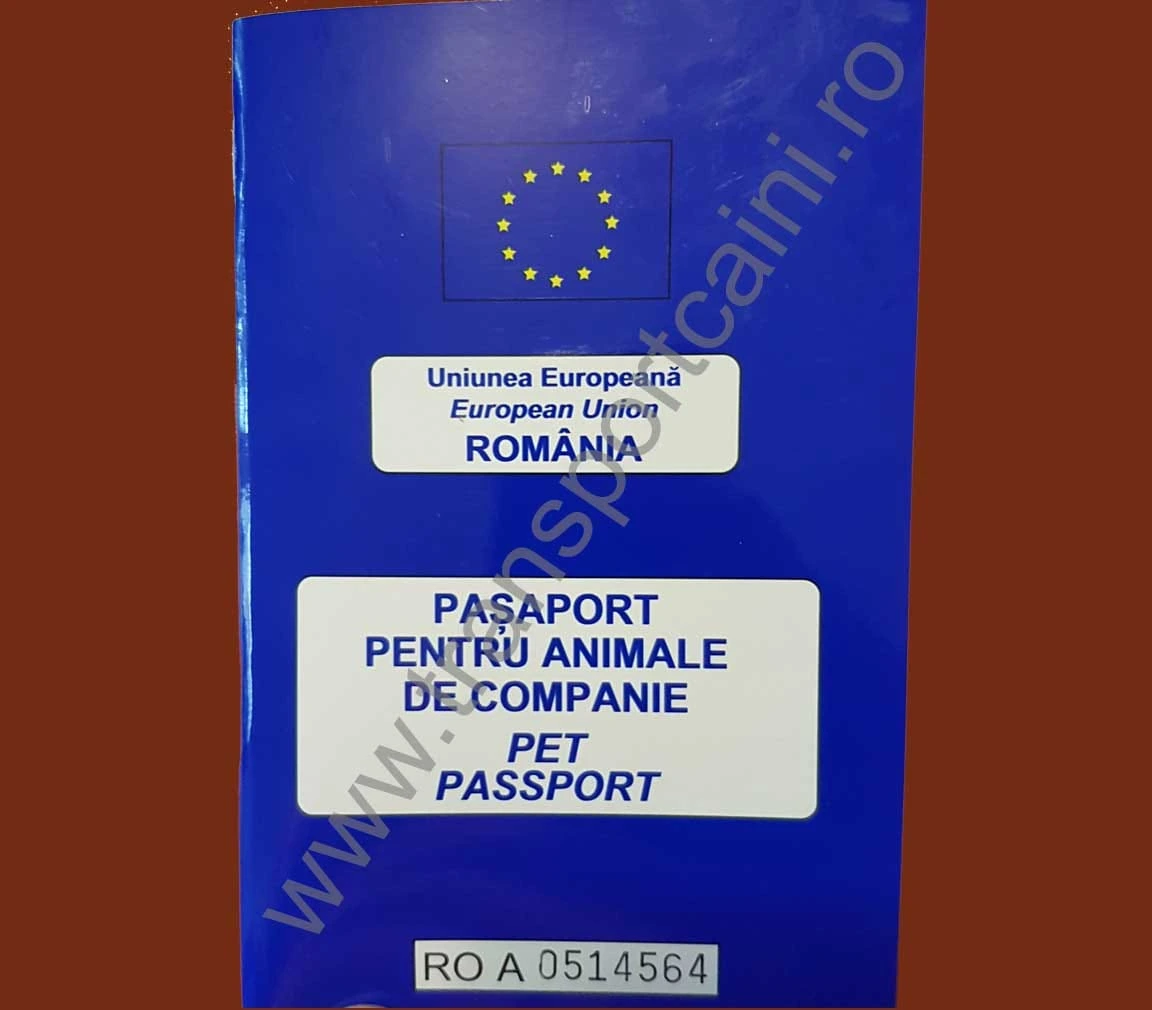 Uniunea Europeană
European Union
ROMÂNIA
PAȘAPORT
PENTRU ANIMALE
DE COMPANIE
PET
PASSPORT
RO A 0514564
www.transportcaini.ro